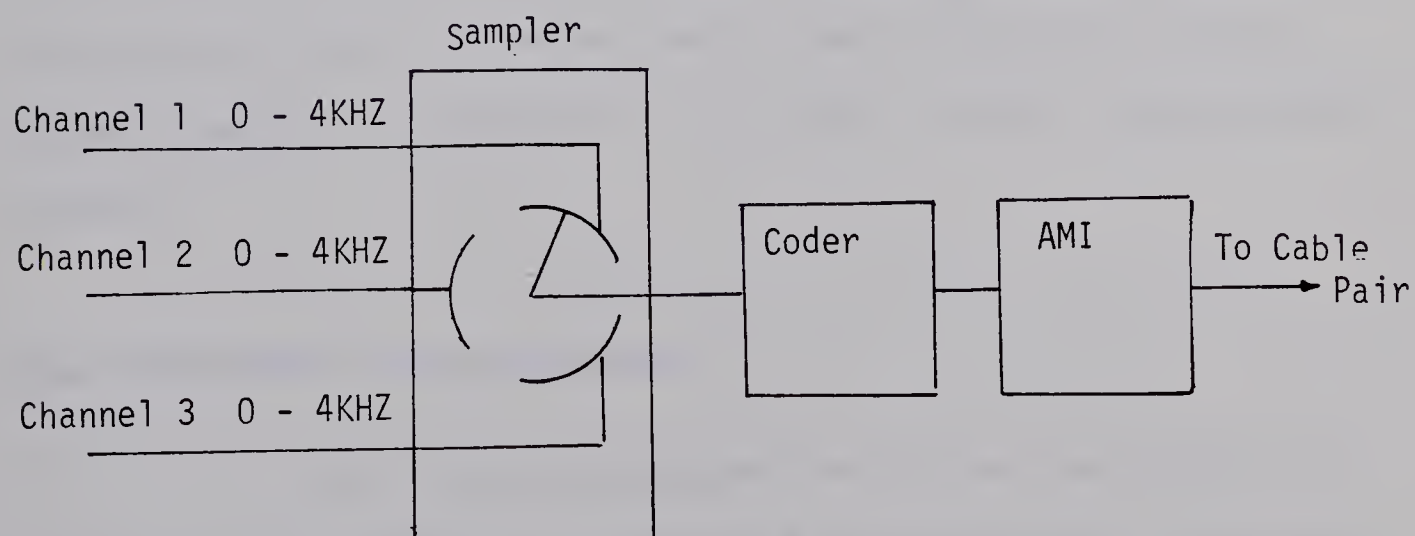 Sampler
Channel 1 0 - 4KHZ
Channel 2 0 - 4KHZ
Channel 3 0 - 4KHZ
Coder
AMI
To Cable
Pair